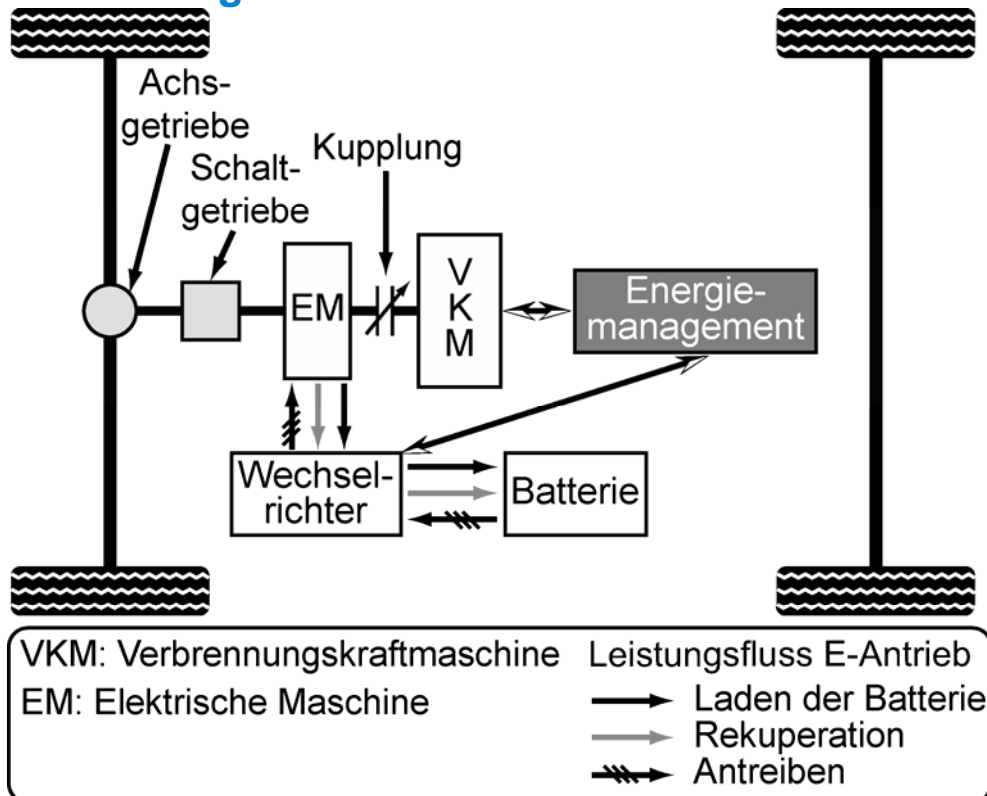 Achs-
getriebe
Schalt-
getriebe
Kupplung
EM
V
K
M
Energie-
management
Wechsel-
richter
Batterie
VKM: Verbrennungskraftmaschine
EM: Elektrische Maschine
Leistungsfluss E-Antrieb
Laden der Batterie
Rekuperation
Antreiben